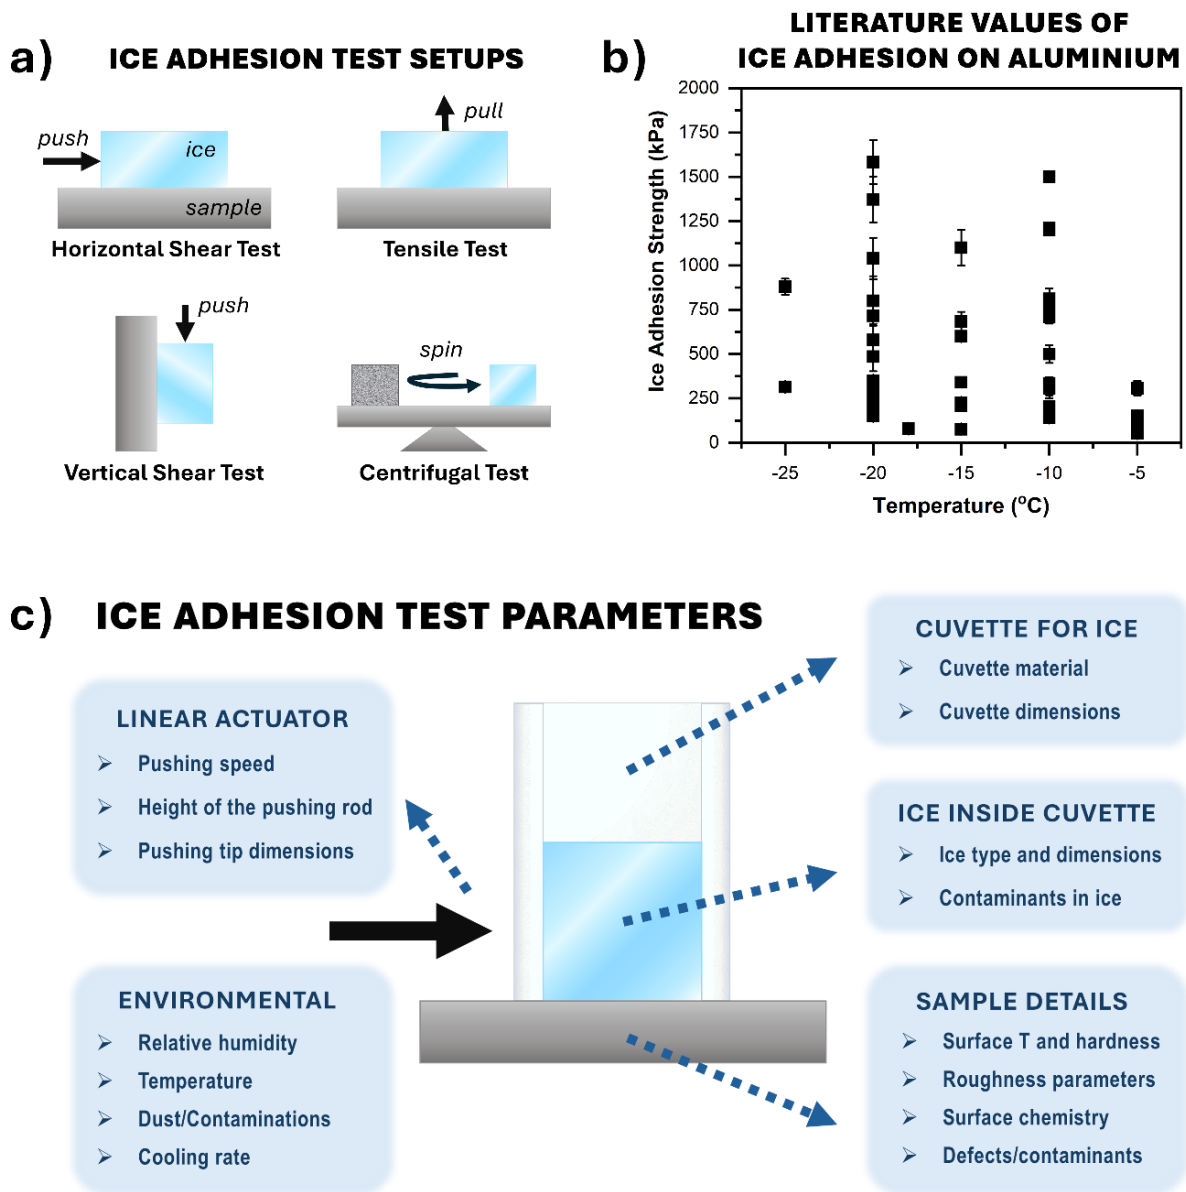 a)
ICE ADHESION TEST SETUPS
push
ice
sample
Horizontal Shear Test
pull
Tensile Test
push
Vertical Shear Test
spin
Centrifugal Test
b)
LITERATURE VALUES OF
ICE ADHESION ON ALUMINIUM
Ice Adhesion Strength (kPa)
2000
1750
1500
1250
1000
750
500
250
0
-25
-20
-15
-10
-5
Temperature (°C)
c)
ICE ADHESION TEST PARAMETERS
LINEAR ACTUATOR
➢ Pushing speed
➢ Height of the pushing rod
➢ Pushing tip dimensions
ENVIRONMENTAL
➢ Relative humidity
➢ Temperature
➢ Dust/Contaminations
➢ Cooling rate
CUVETTE FOR ICE
➢ Cuvette material
➢ Cuvette dimensions
ICE INSIDE CUVETTE
➢ Ice type and dimensions
➢ Contaminants in ice
SAMPLE DETAILS
➢ Surface T and hardness
➢ Roughness parameters
➢ Surface chemistry
➢ Defects/contaminants